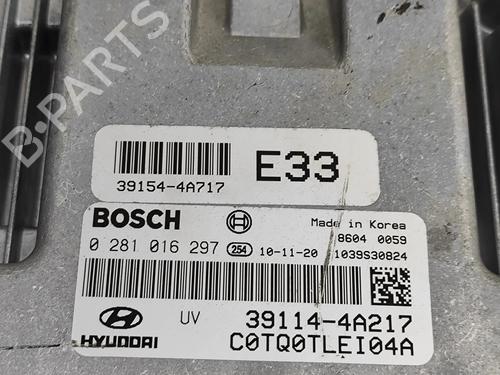 B-PARTS
39154-4A717
E33
BOSCH
Made in Korea
8604 0059
0 281 016 297 254 10-11-20 1039S30824
HYUNDAI
UV
39114-4A217
C0TQ0TLEI04A